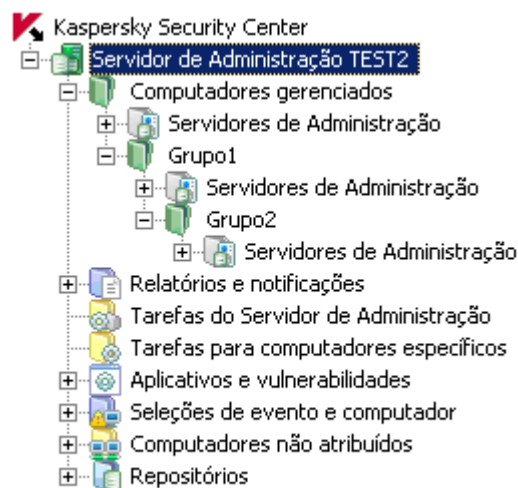 Kaspersky Security Center
Servidor de Administração TEST2
Computadores gerenciados
Servidores de Administração
Grupo1
Servidores de Administração
Grupo2
Servidores de Administração
Relatórios e notificações
Tarefas do Servidor de Administração
Tarefas para computadores específicos
Aplicativos e vulnerabilidades
Seleções de evento e computador
Computadores não atribuídos
Repositórios